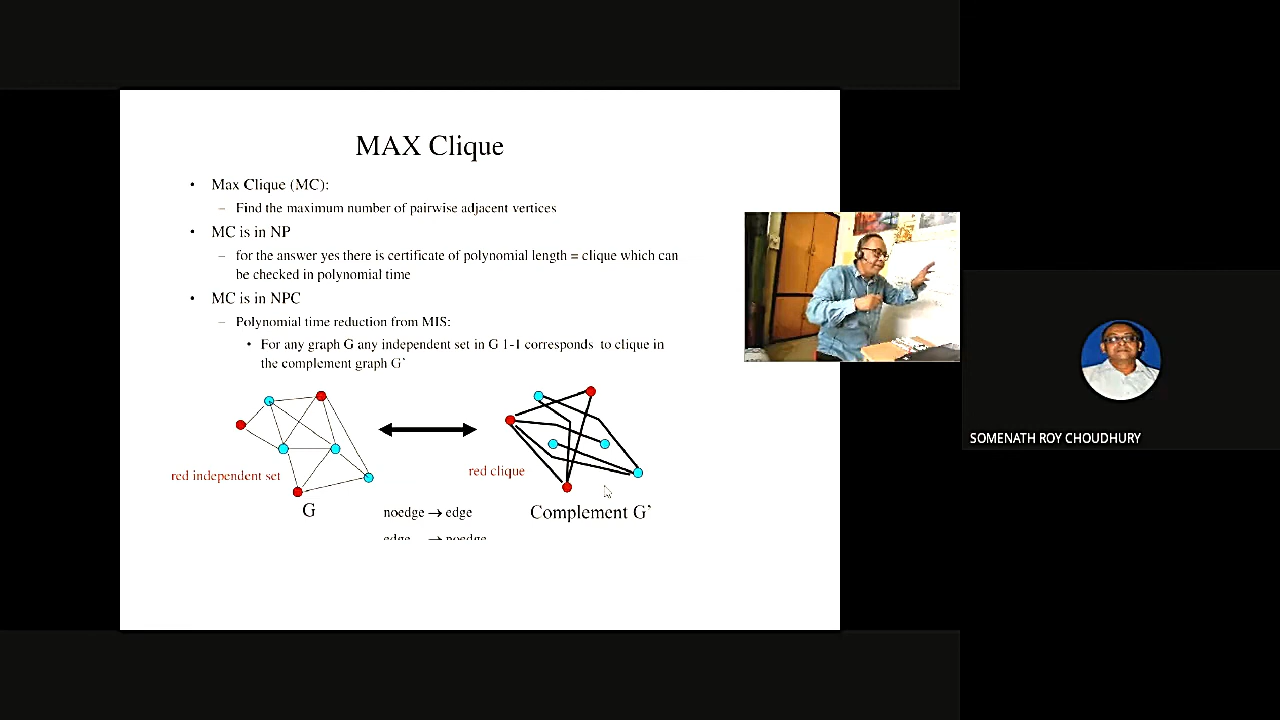 MAX Clique
• Max Clique (MC):
– Find the maximum number of pairwise adjacent vertices
• MC is in NP
– for the answer yes there is certificate of polynomial length = clique which can
be checked in polynomial time
• MC is in NPC
– Polynomial time reduction from MIS:
• For any graph G any independent set in G 1-1 corresponds to clique in
the complement graph G’
red independent set
red clique
G
noedge → edge
Complement G’
edge → noedge
SOMENATH ROY CHOUDHURY